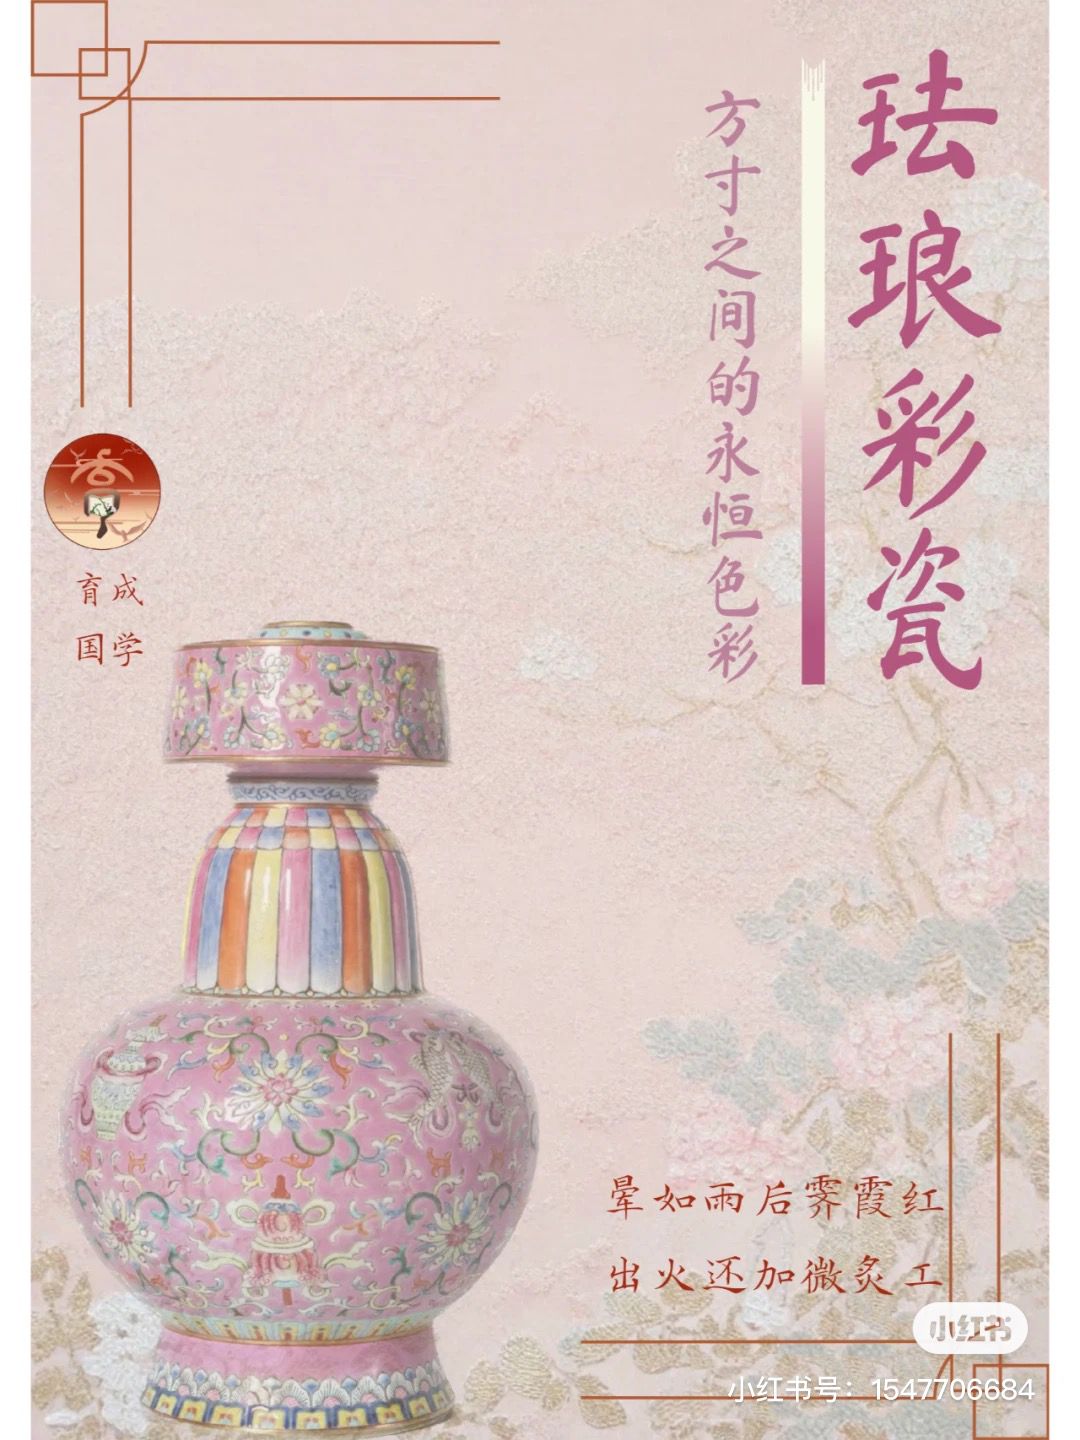 珐琅彩瓷
方寸之间的永恒色彩
育成
国学
晕如雨后霁霞红
出火还加微炙工
小红书
小红书号：1547706684